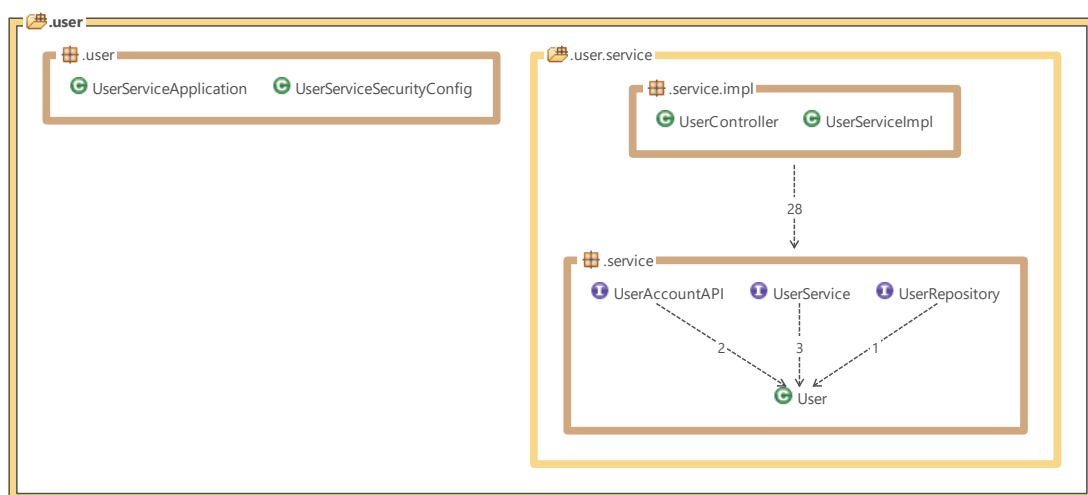 .user
.user
UserServiceApplication
UserServiceSecurityConfig
.user.service
.service.impl
UserController
UserServiceImpl
28
.service
UserAccountAPI
UserService
UserRepository
2
3
1
User